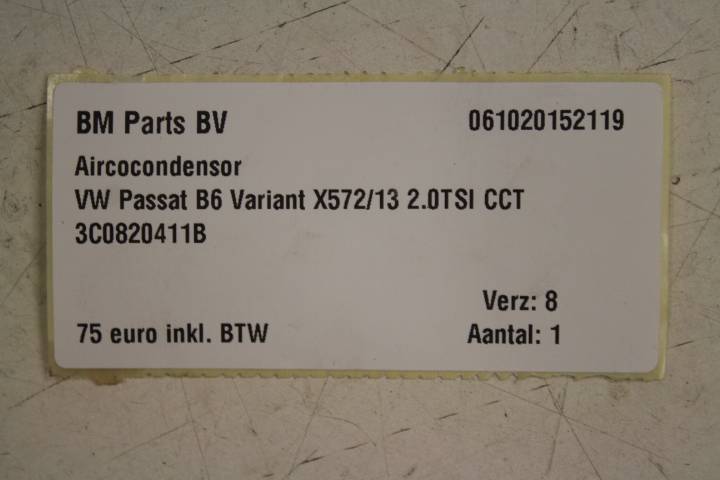 BM Parts BV 061020152119
Aircocondensor
VW Passat B6 Variant X572/13 2.0TSI CCT
3C0820411B
Verz: 8
75 euro inkl. BTW Aantal: 1